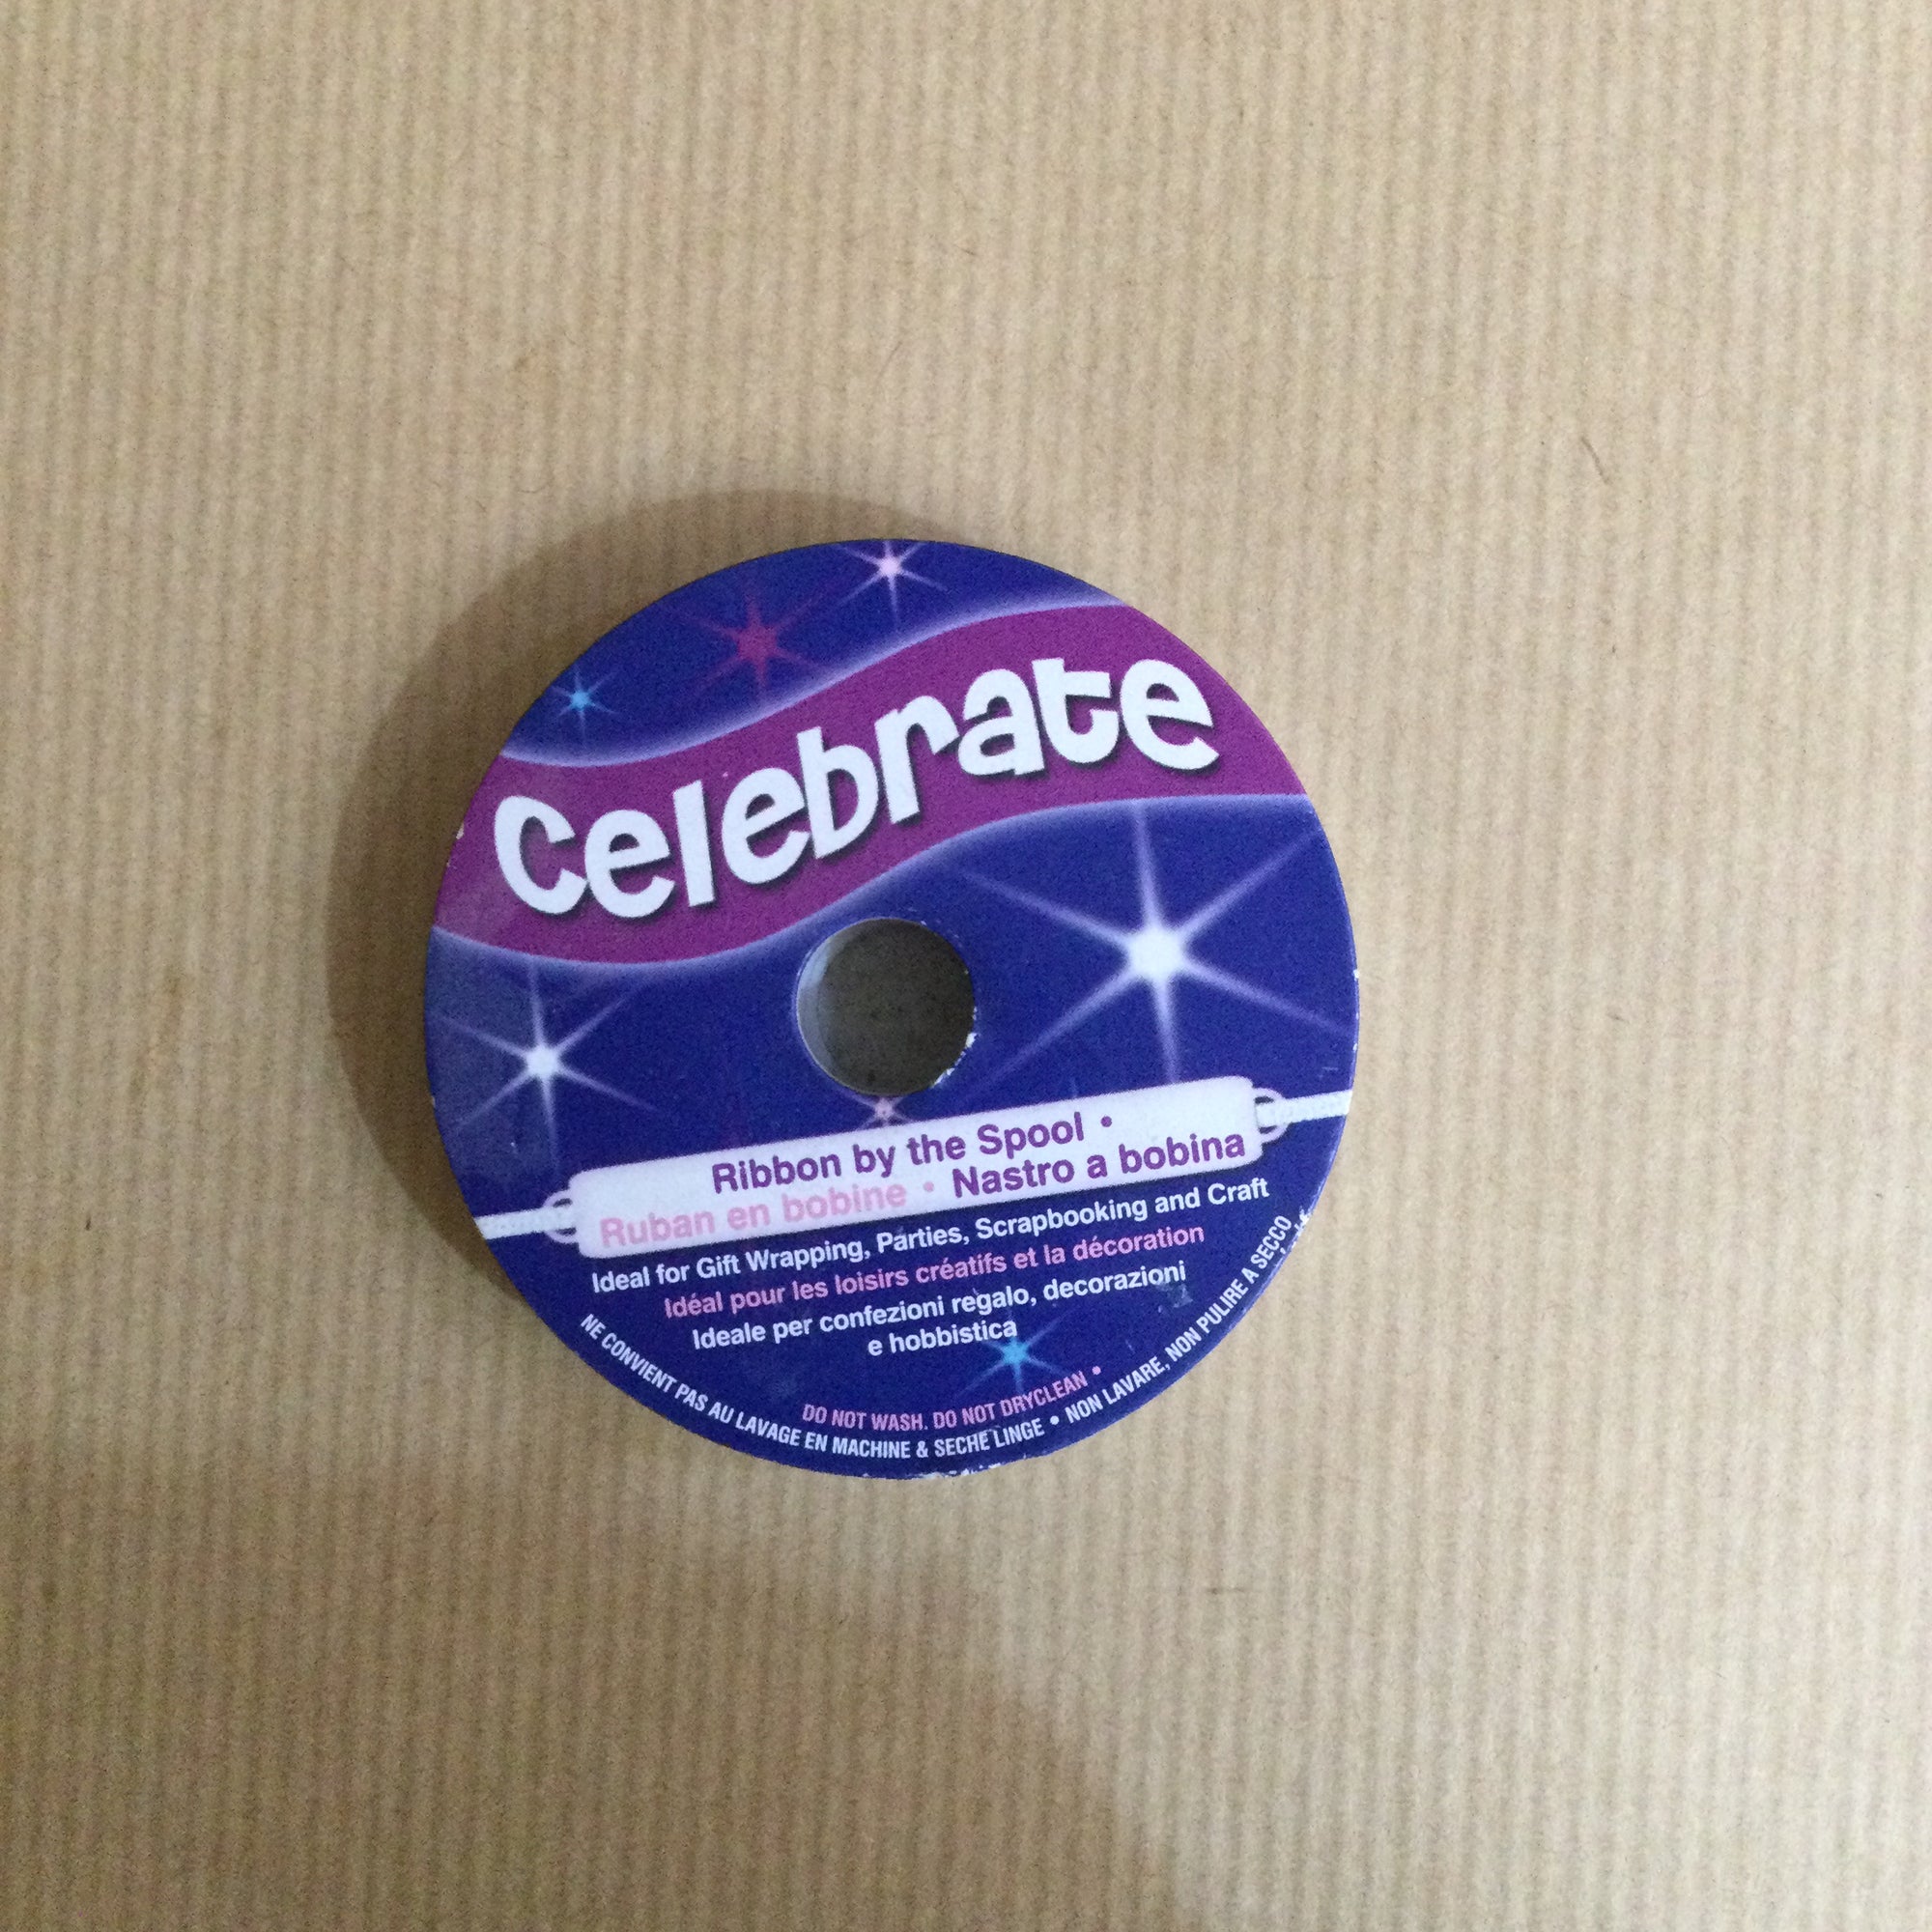 Celebrate
Ribbon by the Spool •
Ruban en bobine • Nastro a bobina
Ideal for Gift Wrapping, Parties, Scrapbooking and Craft
Idéal pour les loisirs créatifs et la décoration
Ideale per confezioni regalo, decorazioni
e hobbistica
DO NOT WASH. DO NOT DRYCLEAN •
NE CONVIENT PAS AU LAVAGE EN MACHINE & SECHE LINGE • NON LAVARE, NON PULIRE A SECCO